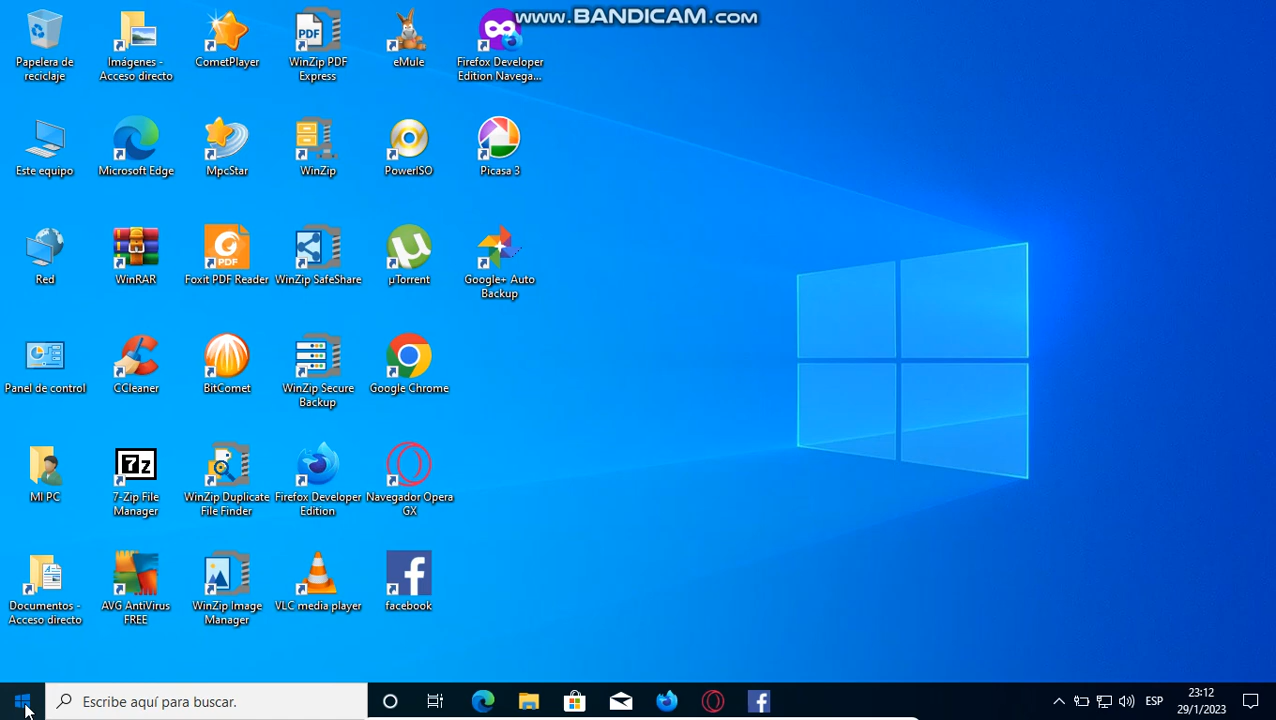 www.BANDICAM.com
Papelera de
reciclaje
Imágenes -
Acceso directo
CometPlayer
PDF
WinZip PDF
Express
eMule
Firefox Developer
Edition Navega...
Este equipo
Microsoft Edge
MpcStar
WinZip
PowerISO
Picasa 3
Red
WinRAR
PDF
Foxit PDF Reader
WinZip SafeShare
µ
µTorrent
Google+ Auto
Backup
Panel de control
CCleaner
BitComet
WinZip Secure
Backup
Google Chrome
MI PC
7z
7-Zip File
Manager
WinZip Duplicate
File Finder
Firefox Developer
Edition
Navegador Opera
GX
Documentos -
Acceso directo
AVG AntiVirus
FREE
WinZip Image
Manager
VLC media player
f
facebook
Escribe aquí para buscar.
f
ESP
23:12
29/1/2023